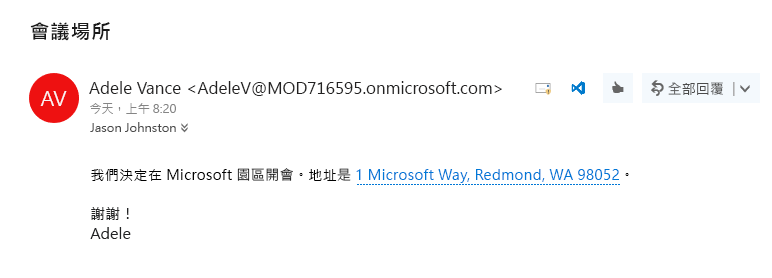 會議場所
AV
Adele Vance <AdeleV@MOD716595.onmicrosoft.com>
今天，上午 8:20
Jason Johnston
全部回覆
我們決定在 Microsoft 園區開會。地址是 1 Microsoft Way, Redmond, WA 98052。
謝謝！
Adele